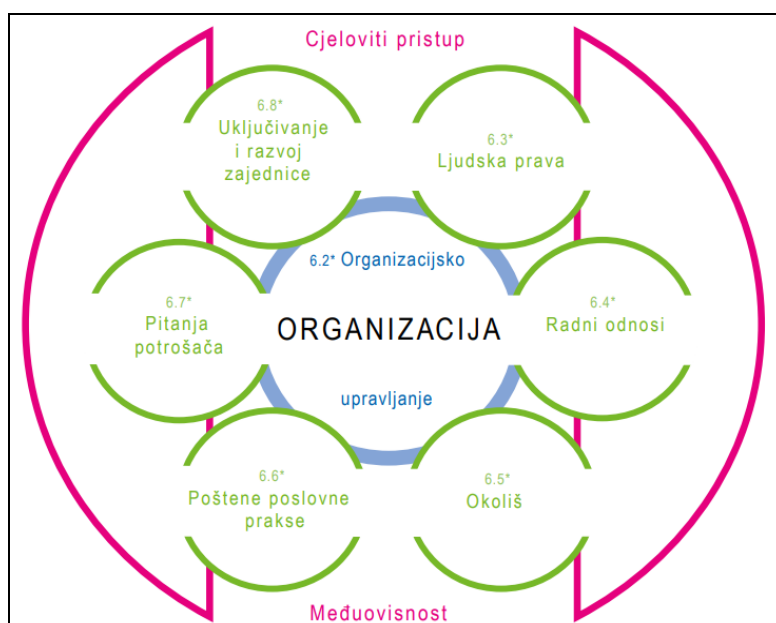 Cjeloviti pristup
6.8*
Uključivanje
i razvoj
zajednice
6.3*
Ljudska prava
6.2* Organizacijsko
6.7*
Pitanja
potrošača
ORGANIZACIJA
6.4*
Radni odnosi
upravljanje
6.6*
Poštene poslovne
prakse
6.5*
Okoliš
Međuovisnost